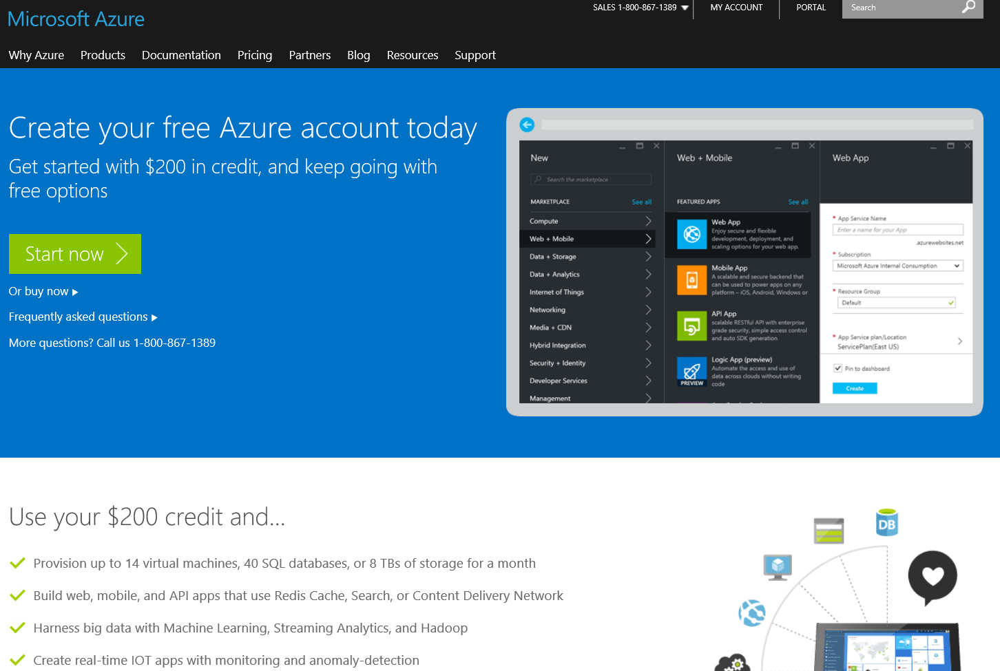 SALES 1-800-867-1389
MY ACCOUNT
PORTAL
Search
Microsoft Azure
Why Azure
Products
Documentation
Pricing
Partners
Blog
Resources
Support
Create your free Azure account today
Get started with $200 in credit, and keep going with
free options
Start now
Or buy now
Frequently asked questions
More questions? Call us 1-800-867-1389
New
Search the marketplace
MARKETPLACE
See all
Compute
Web + Mobile
Data + Storage
Data + Analytics
Internet of Things
Networking
Media + CDN
Hybrid Integration
Security + Identity
Developer Services
Management
Web + Mobile
FEATURED APPS
See all
Web App
Enjoy secure and flexible
development, deployment, and
scaling options for your web app.
Mobile App
A scalable and secure backend that
can be used to power apps on any
platform – iOS, Android, Windows or
API App
scalable RESTful API with enterprise
grade security, simple access control
and auto SDK generation
Logic App (preview)
Automate the access and use of
data across clouds without writing
code
PREVIEW
Web App
* App Service Name
Enter a name for your App
.azurewebsites.net
* Subscription
Microsoft Azure Internal Consumption
* Resource Group
Default
* App Service plan/Location
ServicePlan(East US)
Pin to dashboard
Create
Use your $200 credit and...
Provision up to 14 virtual machines, 40 SQL databases, or 8 TBs of storage for a month
Build web, mobile, and API apps that use Redis Cache, Search, or Content Delivery Network
Harness big data with Machine Learning, Streaming Analytics, and Hadoop
Create real-time IOT apps with monitoring and anomaly-detection
DB